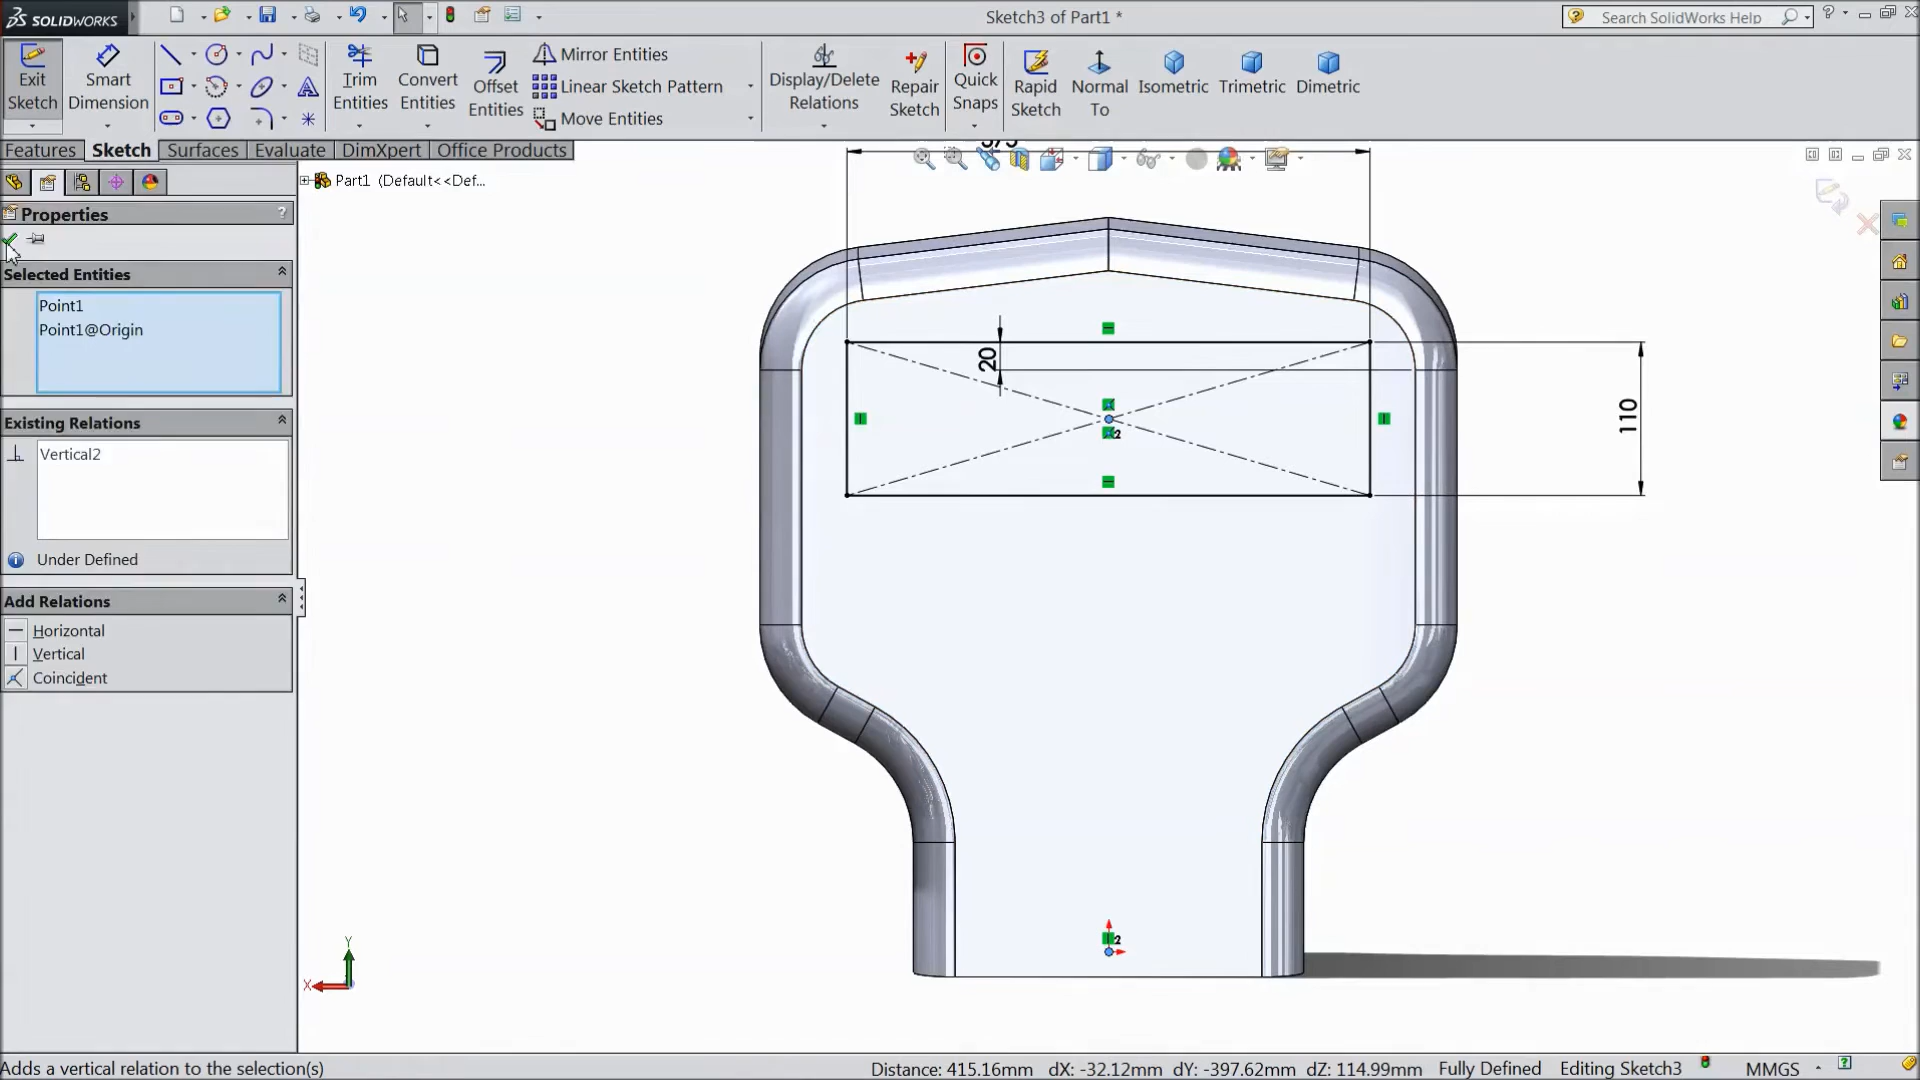 SOLIDWORKS
Sketch3 of Part1 *
Search SolidWorks Help
Exit Sketch
Smart Dimension
Trim Entities
Convert Entities
Offset Entities
Mirror Entities
Linear Sketch Pattern
Move Entities
Display/Delete Relations
Repair Sketch
Quick Snaps
Rapid Sketch
Normal To
Isometric
Trimetric
Dimetric
Features
Sketch
Surfaces
Evaluate
DimXpert
Office Products
Part1 (Default<<Def...
Properties
?
Selected Entities
Point1
Point1@Origin
Existing Relations
Vertical2
Under Defined
Add Relations
Horizontal
Vertical
Coincident
20
110
2
2
Y
X
Adds a vertical relation to the selection(s)
Distance: 415.16mm dX: -32.12mm dY: -397.62mm dZ: 114.99mm Fully Defined Editing Sketch3 MMGS